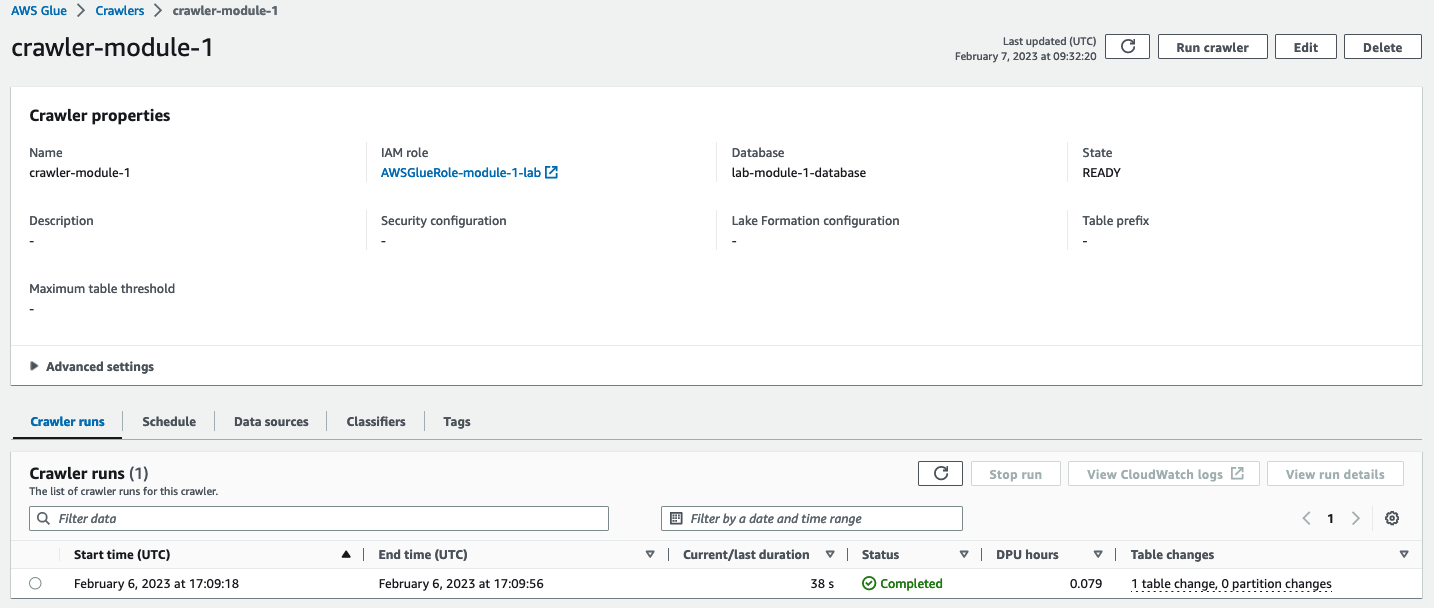 AWS Glue > Crawlers > crawler-module-1
crawler-module-1
Last updated (UTC)
February 7, 2023 at 09:32:20
Run crawler
Edit
Delete
Crawler properties
Name
crawler-module-1
IAM role
AWSGlueRole-module-1-lab
Database
lab-module-1-database
State
READY
Description
-
Security configuration
-
Lake Formation configuration
-
Table prefix
-
Maximum table threshold
-
Advanced settings
Crawler runs
Schedule
Data sources
Classifiers
Tags
Crawler runs (1)
The list of crawler runs for this crawler.
Stop run
View CloudWatch logs
View run details
Filter data
Filter by a date and time range
1
Start time (UTC)
End time (UTC)
Current/last duration
Status
DPU hours
Table changes
February 6, 2023 at 17:09:18
February 6, 2023 at 17:09:56
38 s
Completed
0.079
1 table change, 0 partition changes